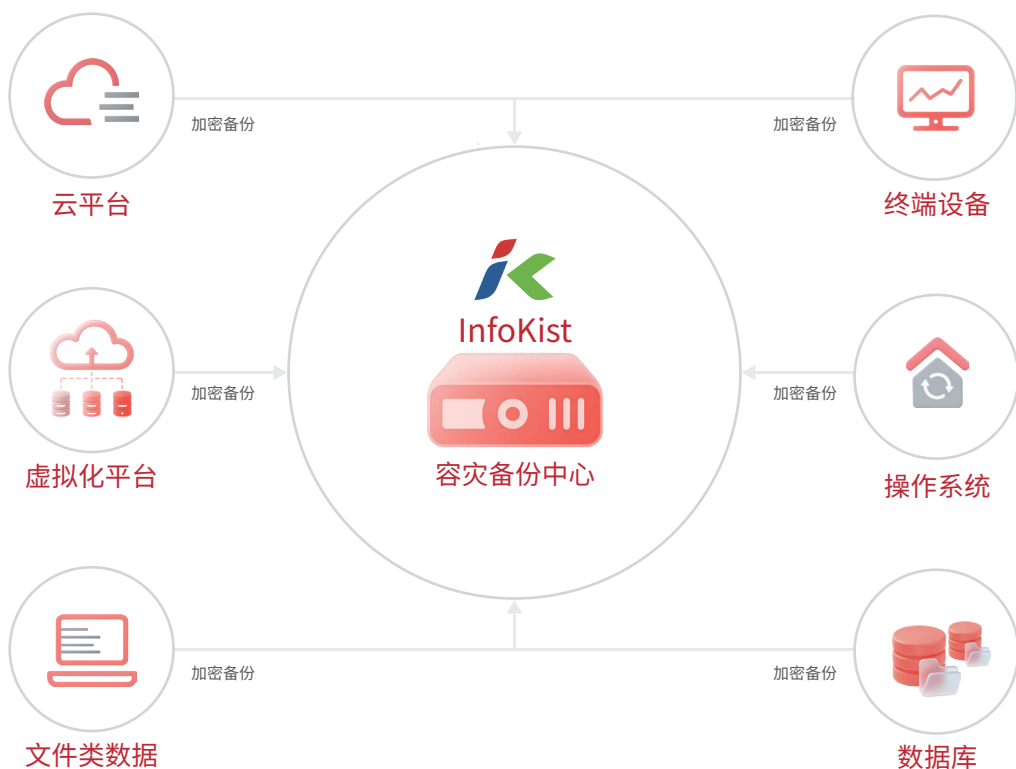 加密备份
加密备份
云平台
终端设备
InfoKist
加密备份
加密备份
容灾备份中心
虚拟化平台
操作系统
加密备份
加密备份
文件类数据
数据库